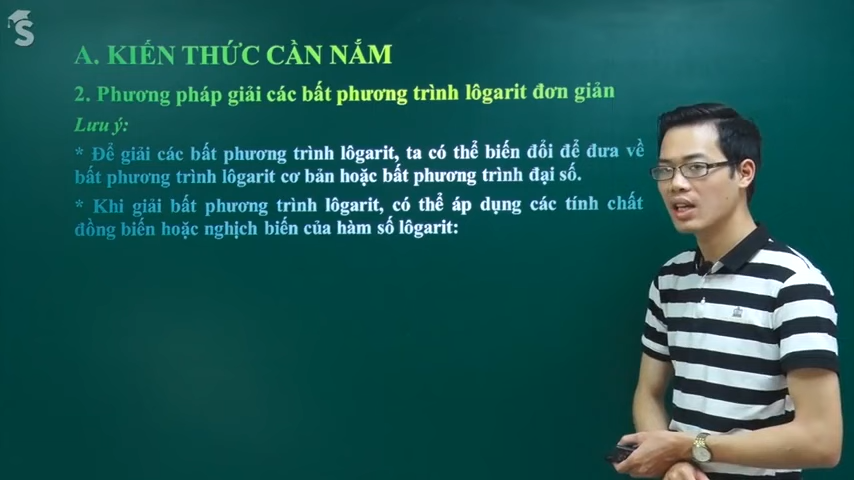 S
A. KIẾN THỨC CẦN NẮM
2. Phương pháp giải các bất phương trình lôgarit đơn giản
Lưu ý:
* Để giải các bất phương trình lôgarit, ta có thể biến đổi để đưa về
bất phương trình lôgarit cơ bản hoặc bất phương trình đại số.
* Khi giải bất phương trình lôgarit, có thể áp dụng các tính chất
đồng biến hoặc nghịch biến của hàm số lôgarit: